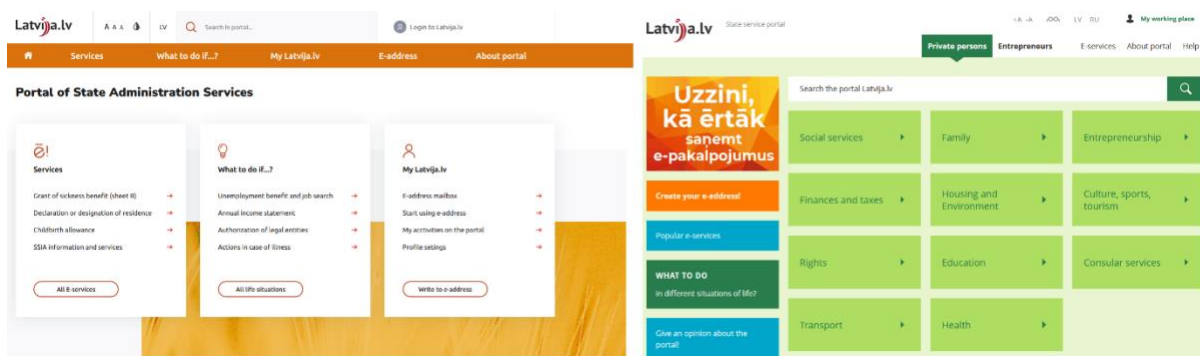 Latvija.lv
A A A
LV
Search in portal..
Login to Latvija.lv
Services
What to do if...?
My Latvija.lv
E-address
About portal
Portal of State Administration Services
ē!
Services
Grant of sickness benefit (sheet B)
Declaration or designation of residence
Childbirth allowance
SSIA information and services
All E-services
What to do if...?
Unemployment benefit and job search
Annual income statement
Authorization of legal entities
Actions in case of illness
All life situations
My Latvija.lv
E-address mailbox
Start using e-address
My acctivities on the portal
Profile setings
Write to e-address
Latvija.lv
State service portal
LV RU
My working place
Private persons
Entrepreneurs
E-services
About portal
Help
Uzzini,
kā ērtāk
saņemt
e-pakalpojumus
Create your e-address!
Popular e-services
WHAT TO DO
In different situations of life?
Give an opinion about the
portal!
Search the portal Latvija.lv
Social services
Family
Entrepreneurship
Finances and taxes
Housing and
Environment
Culture, sports,
tourism
Rights
Education
Consular services
Transport
Health